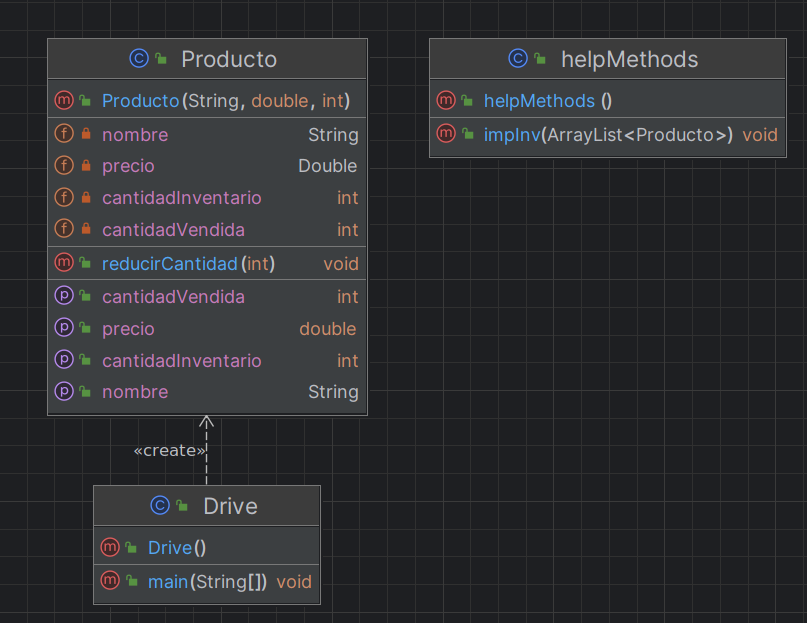 Producto
Producto(String, double, int)
nombre String
precio Double
cantidadInventario int
cantidadVendida int
reducirCantidad(int) void
cantidadVendida int
precio double
cantidadInventario int
nombre String
helpMethods
helpMethods ()
impInv(ArrayList<Producto>) void
«create»
Drive
Drive()
main(String[]) void